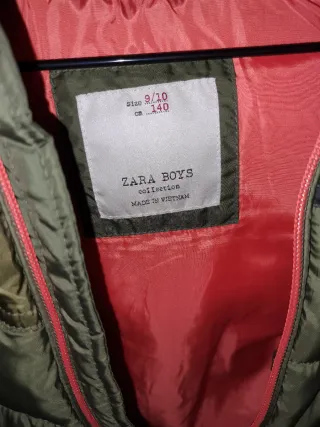 size 9/10
cm 140
ZARA BOYS
collection
MADE IN VIETNAM